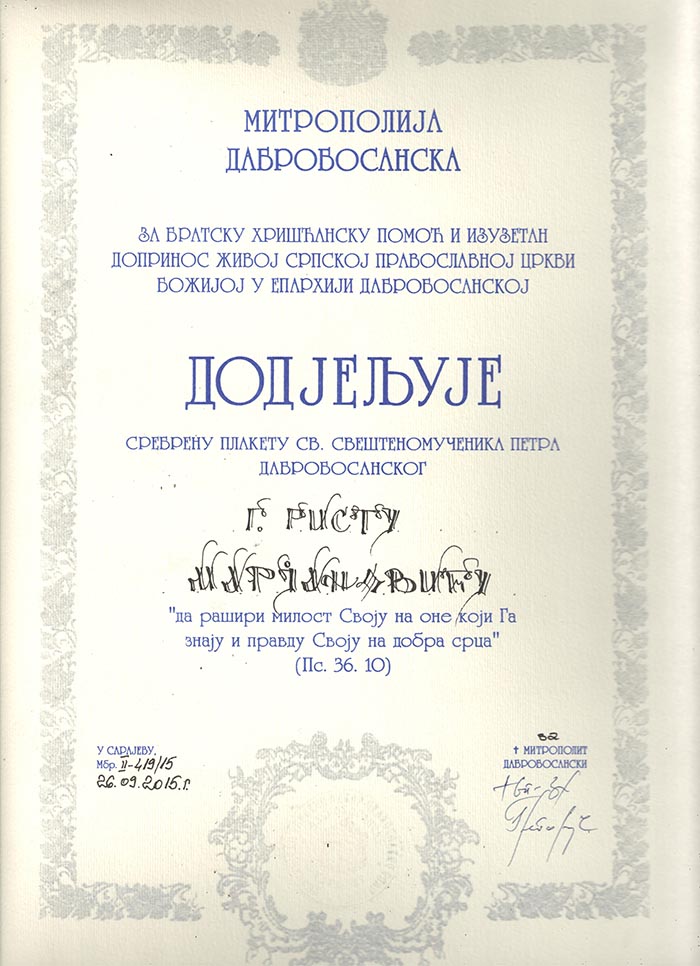 МИТРОПОЛИЈА
ДАБРОБОСАНСКА
ЗА БРАТСКУ ХРИШЋАНСКУ ПОМОЋ И ИЗУЗЕТАН
ДОПРИНОС ЖИВОЈ СРПСКОЈ ПРАВОСЛАВНОЈ ЦРКВИ
БОЖИЈОЈ У ЕПАРХИЈИ ДАБРОБОСАНСКОЈ
ДОДЈЕЉУЈЕ
СРЕБРЕНУ ПЛАКЕТУ СВ. СВЕШТЕНОМУЧЕНИКА ПЕТРА
ДАБРОБОСАНСКОГ
Г. РИСТУ
МАРЈАНОВИЋУ
"да рашири милост Своју на оне који Га
знају и правду Своју на добра срца"
(Пс. 36. 10)
У САРАЈЕВУ,
Мбр. II-419/15
26.09.2015.г.
за
† МИТРОПОЛИТ
ДАБРОБОСАНСКИ